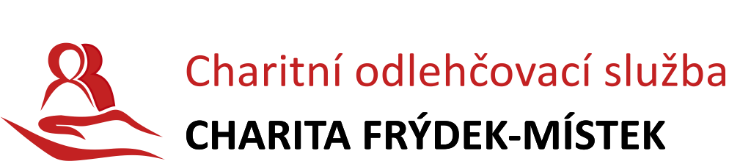 Charitní odlehčovací služba
CHARITA FRÝDEK-MÍSTEK